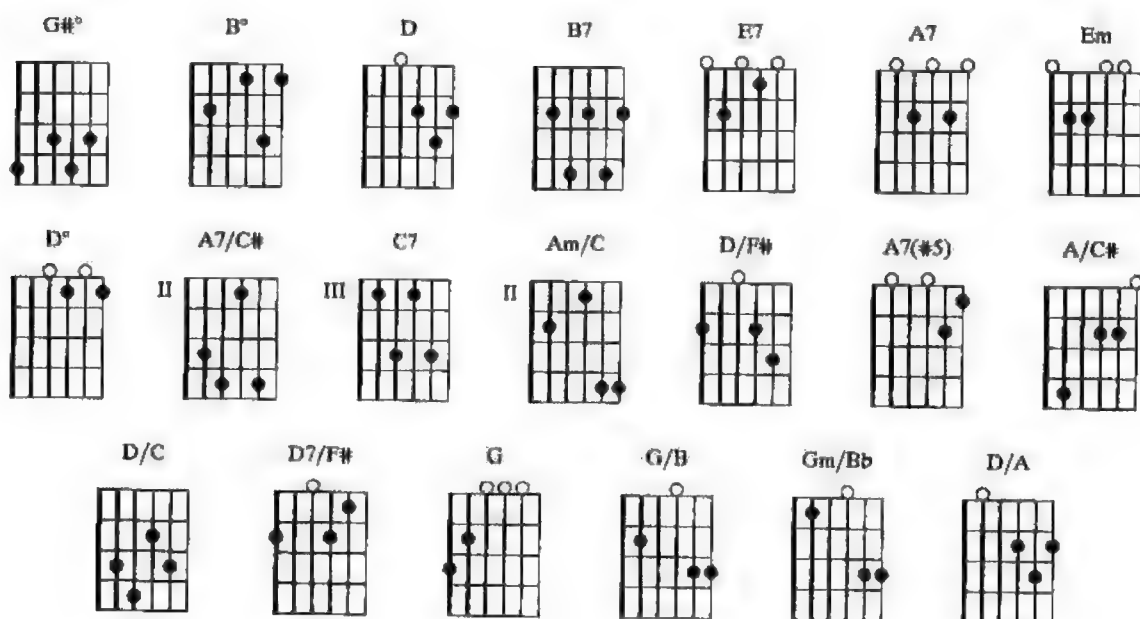 G#° B° D B7 E7 A7 Em
D° A7/C# C7 Am/C D/F# A7(#5) A/C#
II III II
D/C D7/F# G G/B Gm/Bb D/A